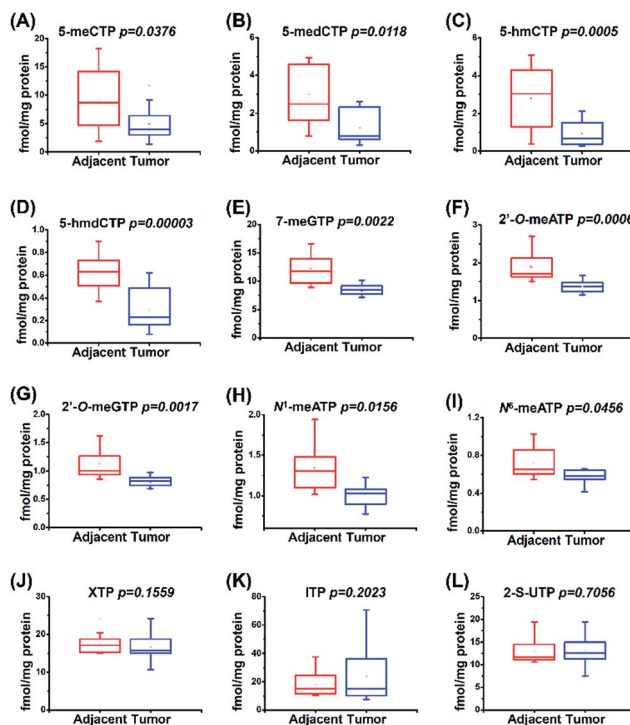 (A) 5-meCTP p=0.0376
fmol/mg protein
20
15
10
5
0
Adjacent Tumor
(B) 5-medCTP p=0.0118
fmol/mg protein
6
4
2
0
Adjacent Tumor
(C) 5-hmCTP p=0.0005
fmol/mg protein
6
4
2
0
Adjacent Tumor
(D) 5-hmdCTP p=0.00003
fmol/mg protein
1.0
0.8
0.6
0.4
0.2
0.0
Adjacent Tumor
(E) 7-meGTP p=0.0022
fmol/mg protein
20
15
10
5
0
Adjacent Tumor
(F) 2'-O-meATP p=0.0006
fmol/mg protein
3
2
1
0
Adjacent Tumor
(G) 2'-O-meGTP p=0.0017
fmol/mg protein
2.0
1.5
1.0
0.5
0.0
Adjacent Tumor
(H) N¹-meATP p=0.0156
fmol/mg protein
2.0
1.5
1.0
Adjacent Tumor
(I) N⁶-meATP p=0.0456
fmol/mg protein
1.2
0.8
0.4
0.0
Adjacent Tumor
(J) XTP p=0.1559
fmol/mg protein
30
25
20
15
10
5
0
Adjacent Tumor
(K) ITP p=0.2023
fmol/mg protein
80
60
40
20
0
Adjacent Tumor
(L) 2-S-UTP p=0.7056
fmol/mg protein
25
20
15
10
5
0
Adjacent Tumor